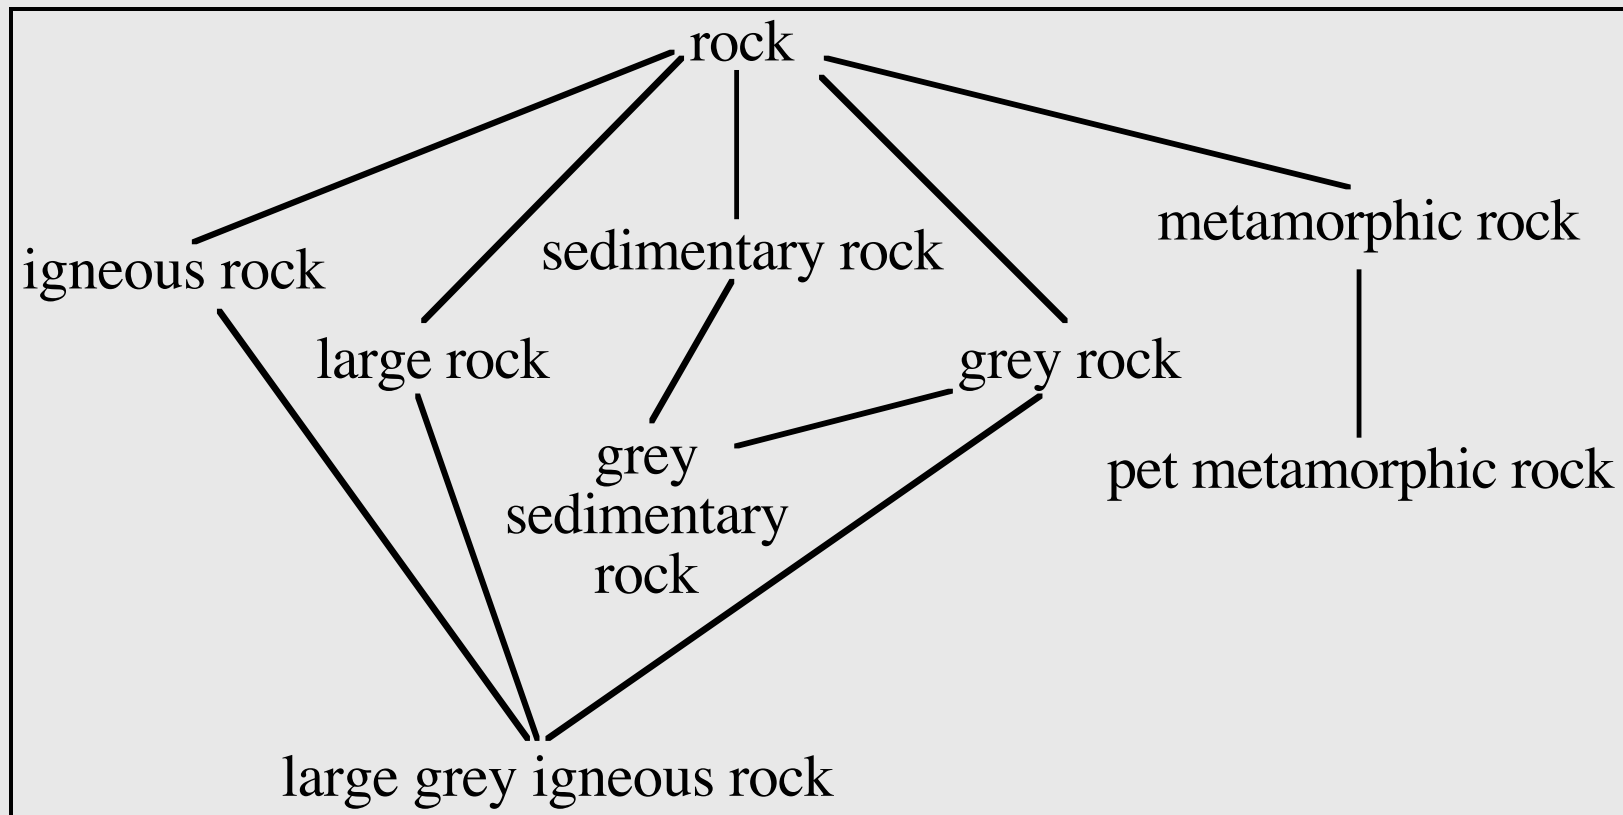 rock
metamorphic rock
sedimentary rock
igneous rock
large rock
grey rock
grey
sedimentary
rock
pet metamorphic rock
large grey igneous rock